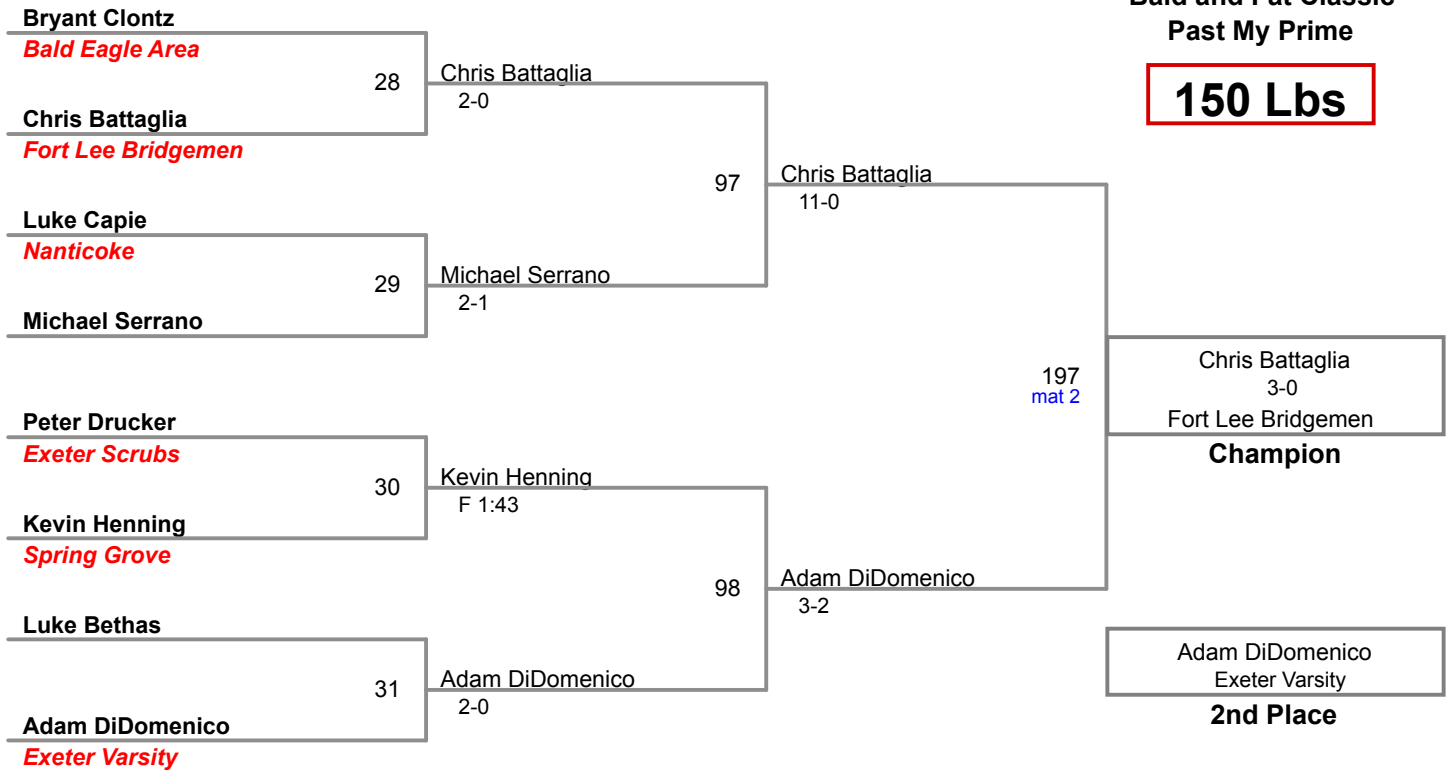 Bald and Fat Classic
Past My Prime
150 Lbs
Bryant Clontz
Bald Eagle Area
28
Chris Battaglia
2-0
Chris Battaglia
Fort Lee Bridgemen
97
Chris Battaglia
11-0
Luke Capie
Nanticoke
29
Michael Serrano
2-1
Michael Serrano
197
mat 2
Chris Battaglia
3-0
Fort Lee Bridgemen
Champion
Peter Drucker
Exeter Scrubs
30
Kevin Henning
F 1:43
Kevin Henning
Spring Grove
98
Adam DiDomenico
3-2
Luke Bethas
31
Adam DiDomenico
2-0
Adam DiDomenico
Exeter Varsity
Adam DiDomenico
Exeter Varsity
2nd Place